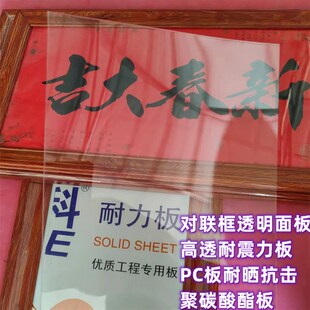 新春大吉
科®
E
耐力板
SOLID SHEET
优质工程专用板
对联框透明面板
高透耐震力板
PC板耐晒抗击
聚碳酸酯板